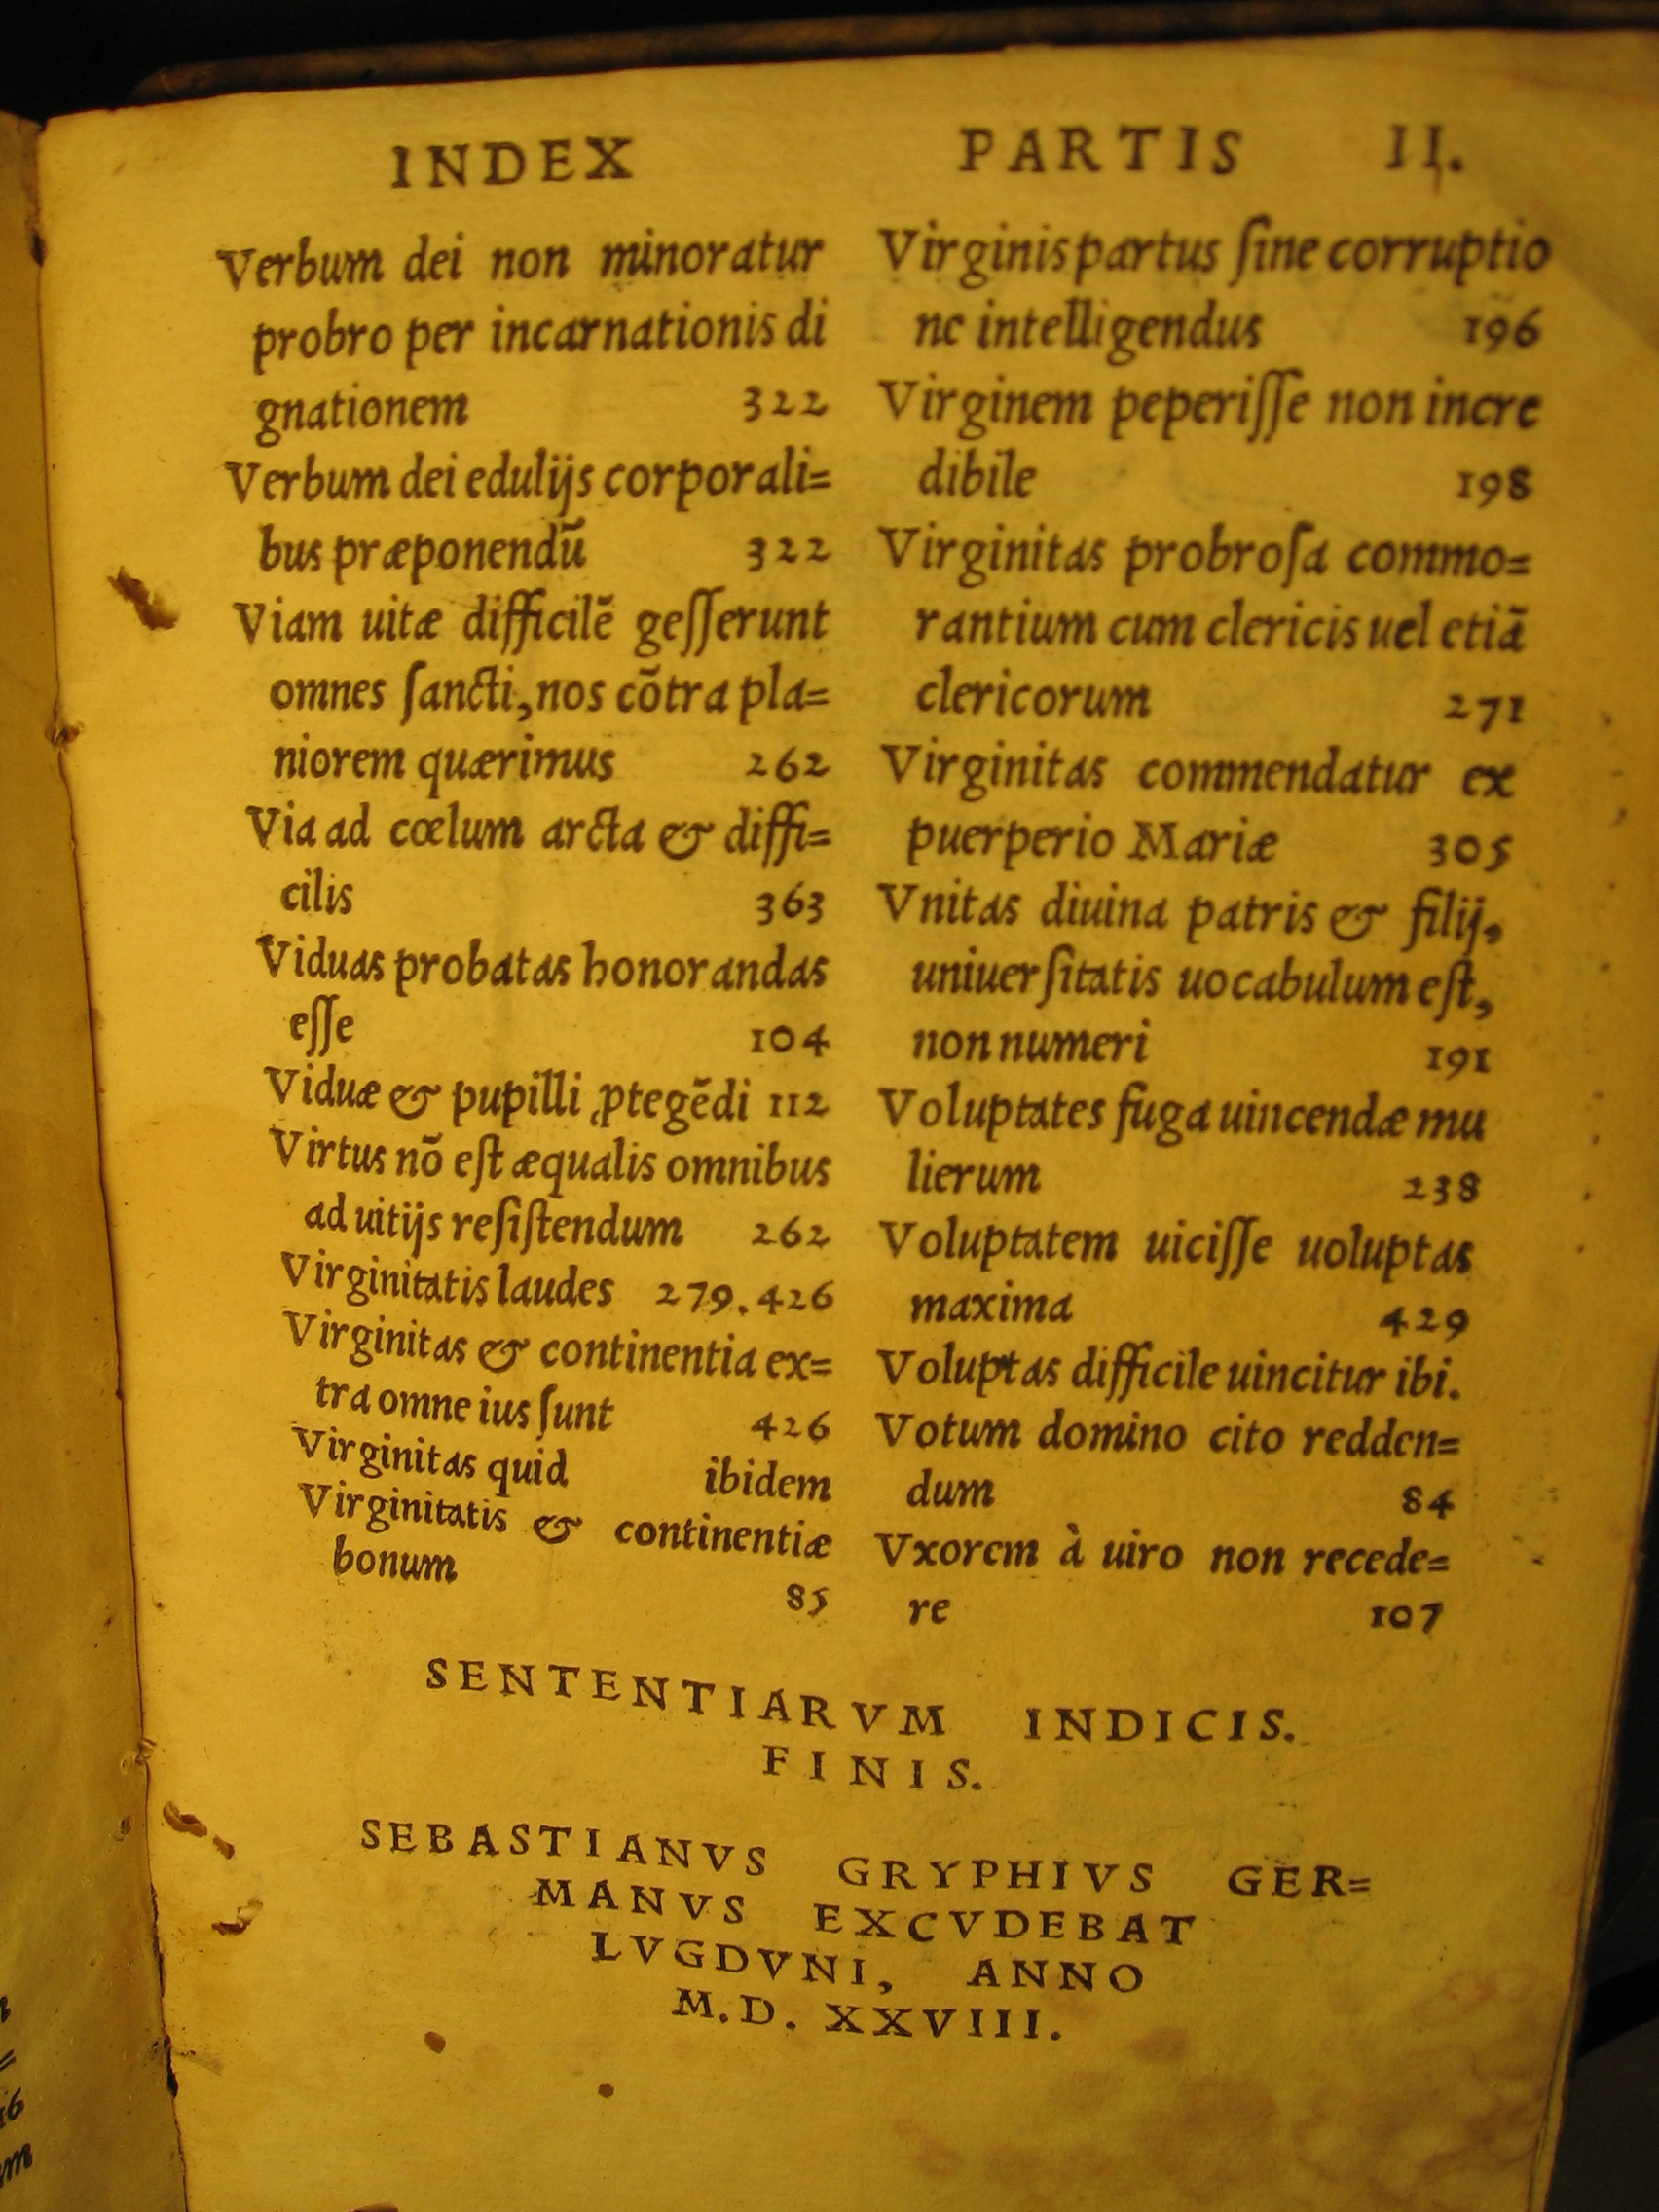 INDEX PARTIS II.
Verbum dei non minoratur
probro per incarnationis di
gnationem 322
Verbum dei edulijs corporali=
bus præponendū 322
Viam uitæ difficilē geſſerunt
omnes ſancti, nos cōtra pla=
niorem quærimus 262
Via ad cœlum arcta & diffi=
cilis 363
Viduas probatas honorandas
eſſe 104
Viduæ & pupilli ꝓtegēdi 112
Virtus nō eſt æqualis omnibus
ad uitijs reſiſtendum 262
Virginitatis laudes 279.426
Virginitas & continentia ex=
tra omne ius ſunt 426
Virginitas quid ibidem
Virginitatis & continentiæ
bonum 85
Virginis partus ſine corruptio
ne intelligendus 196
Virginem peperiſſe non incre
dibile 198
Virginitas probroſa commo=
rantium cum clericis uel etiā
clericorum 271
Virginitas commendatur ex
puerperio Mariæ 305
Vnitas diuina patris & filij,
uniuerſitatis uocabulum eſt,
non numeri 191
Voluptates fuga uincendæ mu
lierum 238
Voluptatem uiciſſe uoluptas
maxima 429
Voluptas difficile uincitur ibi.
Votum domino cito redden=
dum 84
Vxorem à uiro non recede=
re 107
SENTENTIARVM INDICIS.
FINIS.
SEBASTIANVS GRYPHIVS GER=
MANVS EXCVDEBAT
LVGDVNI, ANNO
M.D. XXVIII.